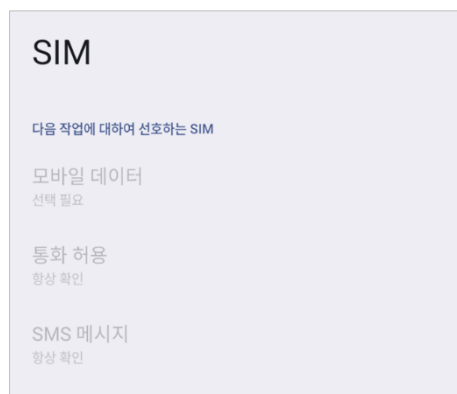 SIM
다음 작업에 대하여 선호하는 SIM
모바일 데이터
선택 필요
통화 허용
항상 확인
SMS 메시지
항상 확인